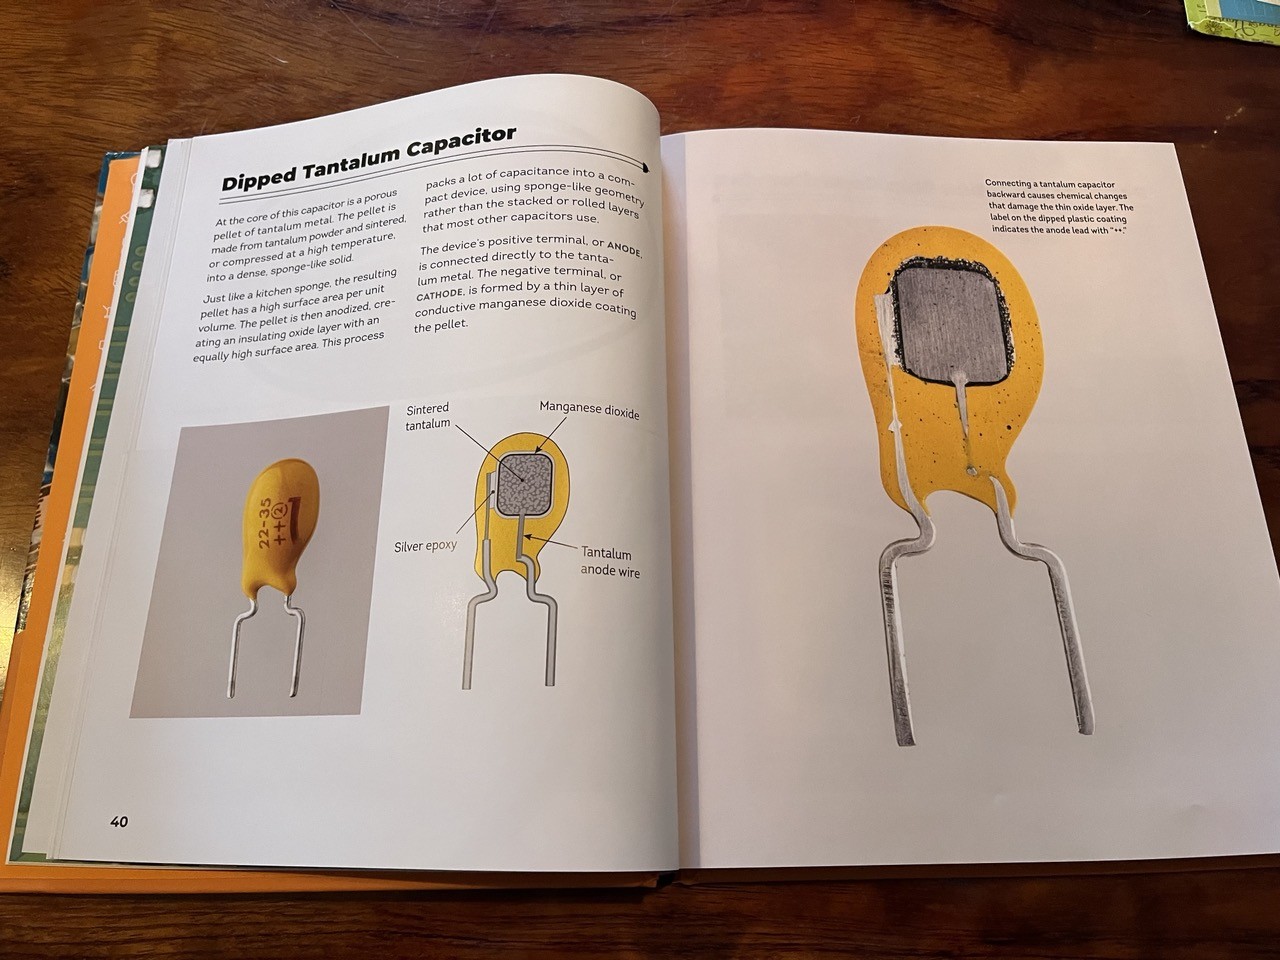 Dipped Tantalum Capacitor
At the core of this capacitor is a porous
pellet of tantalum metal. The pellet is
made from tantalum powder and sintered,
or compressed at a high temperature,
into a dense, sponge-like solid.
Just like a kitchen sponge, the resulting
pellet has a high surface area per unit
volume. The pellet is then anodized, cre-
ating an insulating oxide layer with an
equally high surface area. This process
packs a lot of capacitance into a com-
pact device, using sponge-like geometry
rather than the stacked or rolled layers
that most other capacitors use.
The device's positive terminal, or ANODE,
is connected directly to the tanta-
lum metal. The negative terminal, or
CATHODE, is formed by a thin layer of
conductive manganese dioxide coating
the pellet.
22-35
++②
Sintered
tantalum
Manganese dioxide
Silver epoxy
Tantalum
anode wire
40
Connecting a tantalum capacitor
backward causes chemical changes
that damage the thin oxide layer. The
label on the dipped plastic coating
indicates the anode lead with "++."